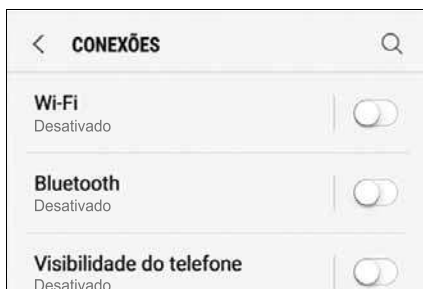 CONEXÕES
Wi-Fi
Desativado
Bluetooth
Desativado
Visibilidade do telefone
Desativado